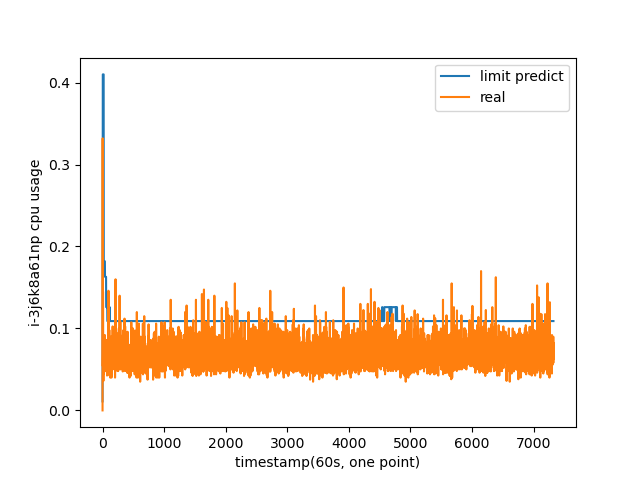 limit predict
real
0.4
0.3
0.2
0.1
0.0
i-3j6k8a61np cpu usage
0 1000 2000 3000 4000 5000 6000 7000
timestamp(60s, one point)